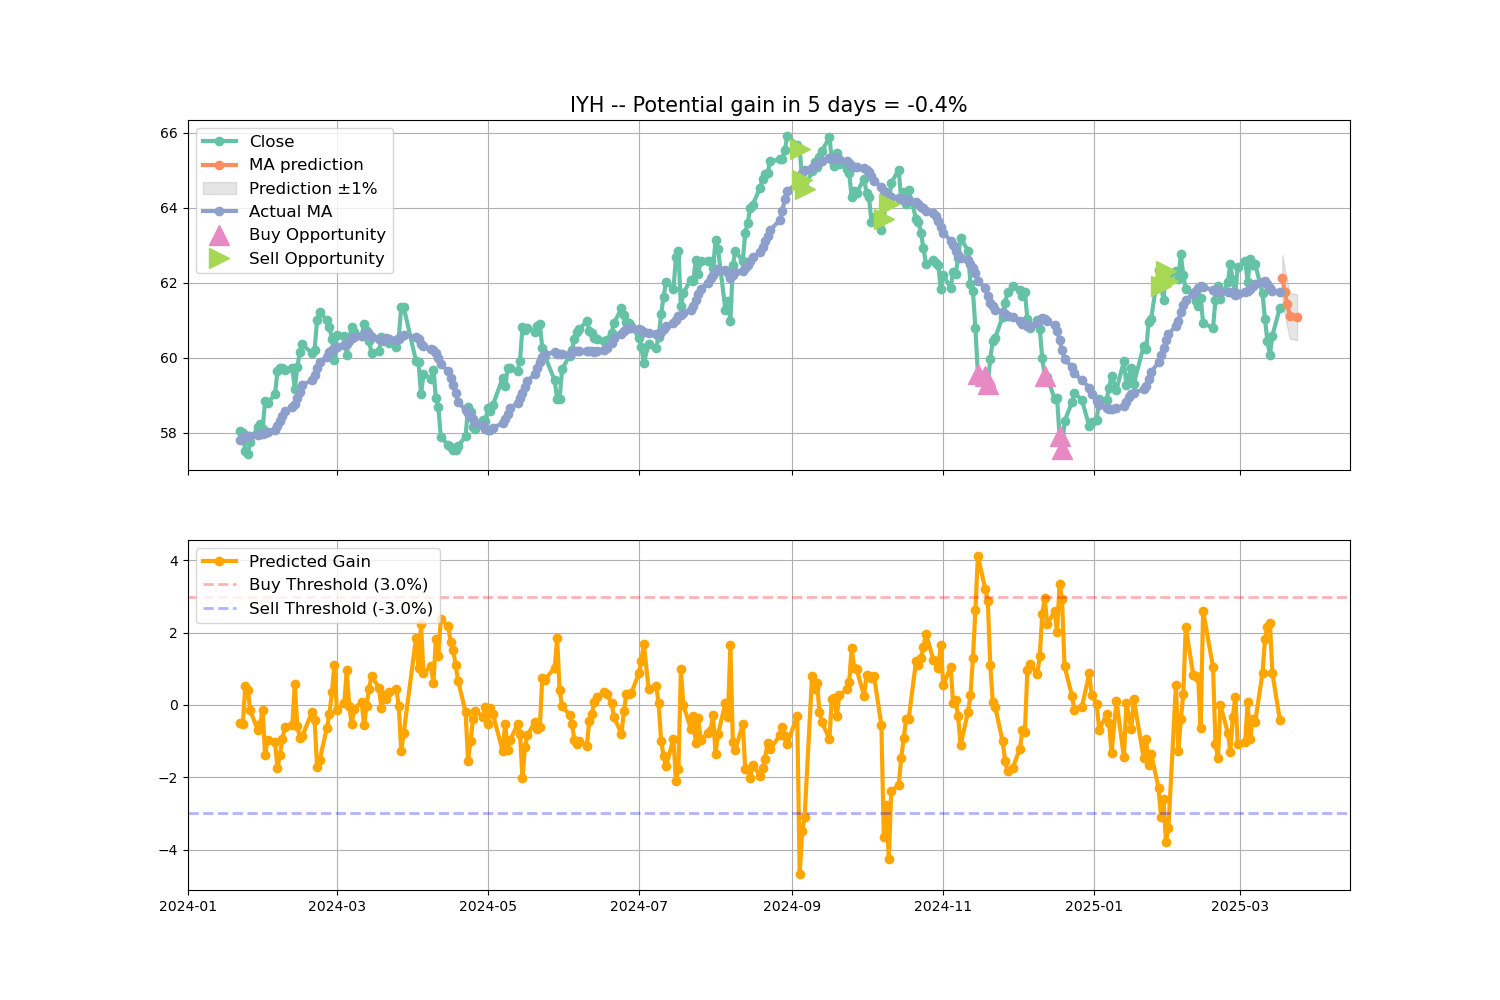 IYH -- Potential gain in 5 days = -0.4%
66
64
62
60
58
Close
MA prediction
Prediction ±1%
Actual MA
Buy Opportunity
Sell Opportunity
4
2
0
−2
−4
Predicted Gain
Buy Threshold (3.0%)
Sell Threshold (-3.0%)
2024-01
2024-03
2024-05
2024-07
2024-09
2024-11
2025-01
2025-03